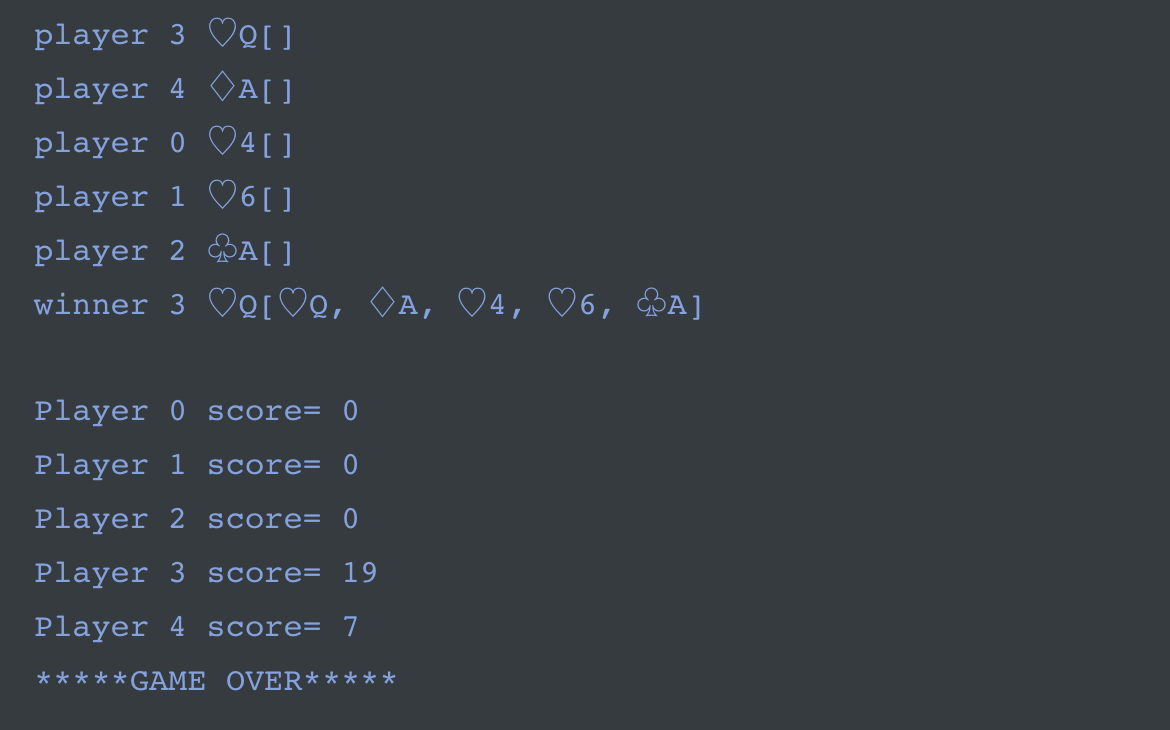 player 3 ♡Q[]
player 4 ♢A[]
player 0 ♡4[]
player 1 ♡6[]
player 2 ♧A[]
winner 3 ♡Q[♡Q, ♢A, ♡4, ♡6, ♧A]
Player 0 score= 0
Player 1 score= 0
Player 2 score= 0
Player 3 score= 19
Player 4 score= 7
*****GAME OVER*****